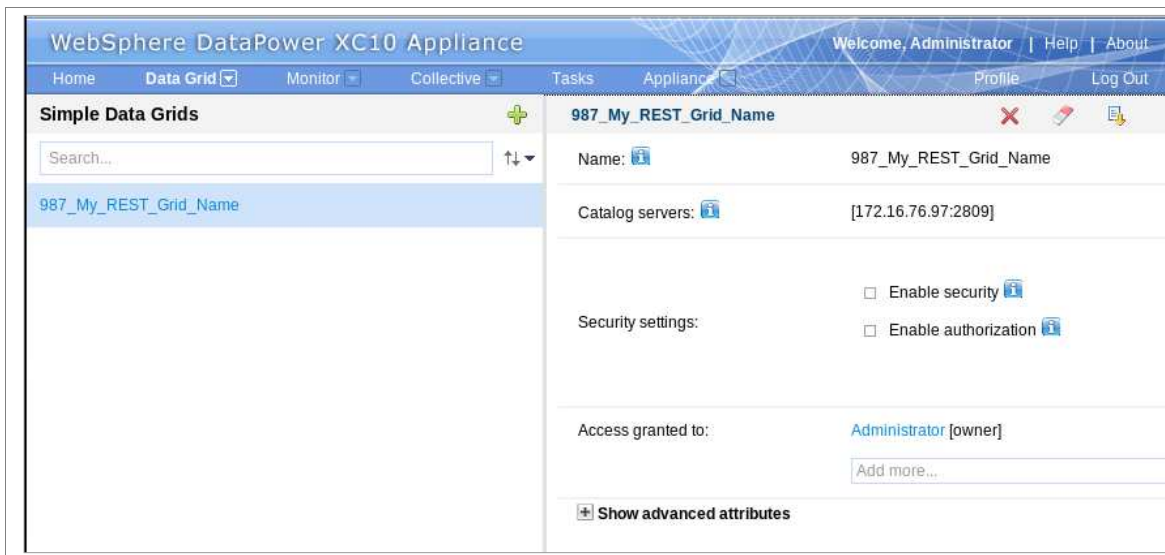 WebSphere DataPower XC10 Appliance
Welcome, Administrator | Help | About
Home Data Grid Monitor Collective Tasks Appliance Profile Log Out
Simple Data Grids
Search...
987_My_REST_Grid_Name
987_My_REST_Grid_Name
Name: 987_My_REST_Grid_Name
Catalog servers: [172.16.76.97:2809]
Security settings:
Enable security
Enable authorization
Access granted to: Administrator [owner]
Add more...
Show advanced attributes